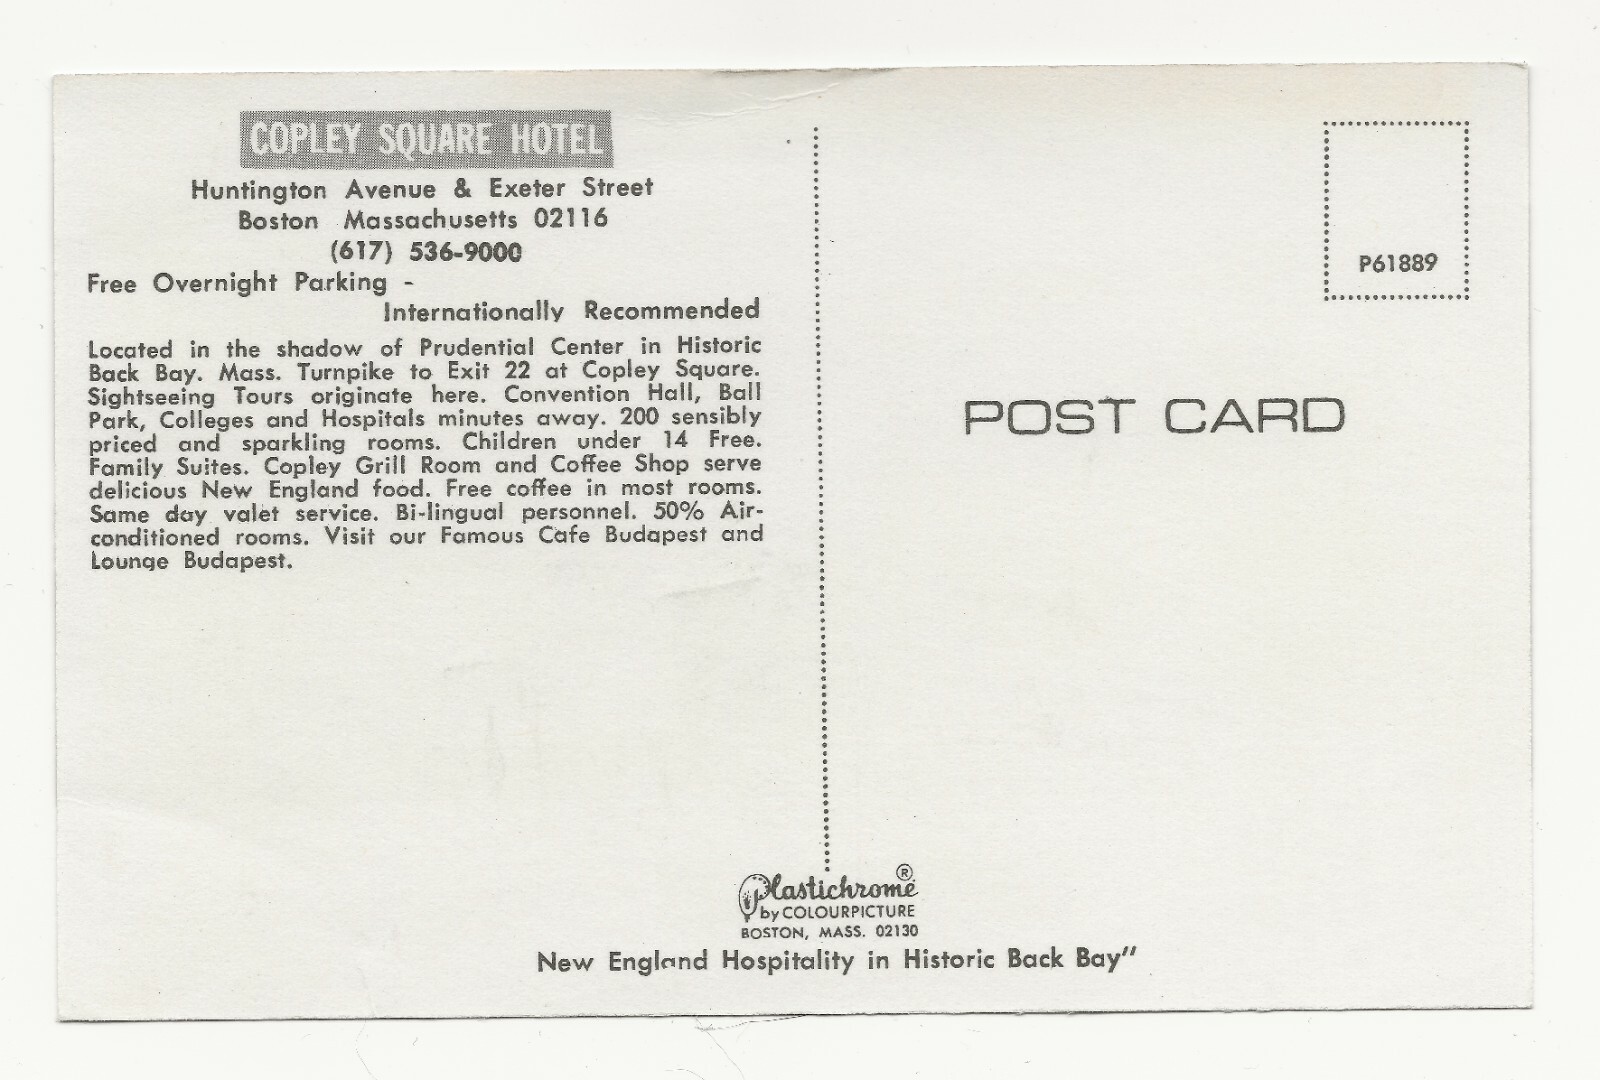 COPLEY SQUARE HOTEL
Huntington Avenue & Exeter Street
Boston Massachusetts 02116
(617) 536-9000
Free Overnight Parking -
Internationally Recommended
Located in the shadow of Prudential Center in Historic
Back Bay. Mass. Turnpike to Exit 22 at Copley Square.
Sightseeing Tours originate here. Convention Hall, Ball
Park, Colleges and Hospitals minutes away. 200 sensibly
priced and sparkling rooms. Children under 14 Free.
Family Suites. Copley Grill Room and Coffee Shop serve
delicious New England food. Free coffee in most rooms.
Same day valet service. Bi-lingual personnel. 50% Air-
conditioned rooms. Visit our Famous Cafe Budapest and
Lounge Budapest.
P61889
POST CARD
Plastichrome®
by COLOURPICTURE
BOSTON, MASS. 02130
New England Hospitality in Historic Back Bay"